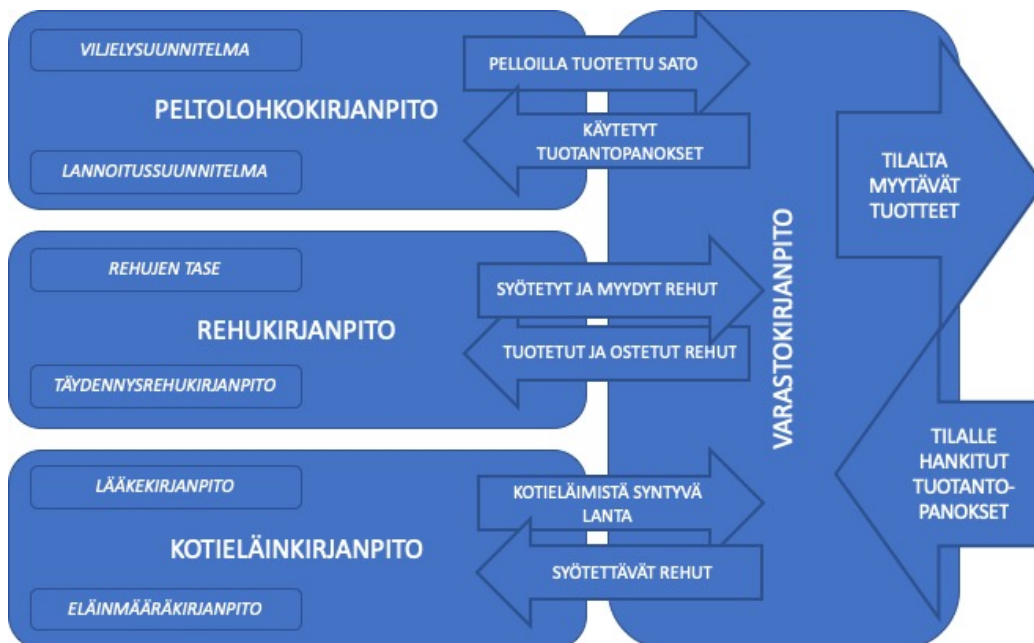 VILJELYSUUNNITELMA
PELTOLOHKOKIRJANPITO
LANNOITUSSUUNNITELMA
PELLOILLA TUOTETTU SATO
KÄYTETYT
TUOTANTOPANOKSET
REHUJEN TASE
REHUKIRJANPITO
TÄYDENNYSREHUKIRJANPITO
SYÖTETYT JA MYYDYT REHUT
TUOTETUT JA OSTETUT REHUT
LÄÄKEKIRJANPITO
KOTIELÄINKIRJANPITO
ELÄINMÄÄRÄKIRJANPITO
KOTIELÄIMISTÄ SYNTYVÄ
LANTA
SYÖTETTÄVÄT REHUT
VARASTOKIRJANPITO
TILALTA
MYYTÄVÄT
TUOTTEET
TILALLE
HANKITUT
TUOTANTO-
PANOKSET